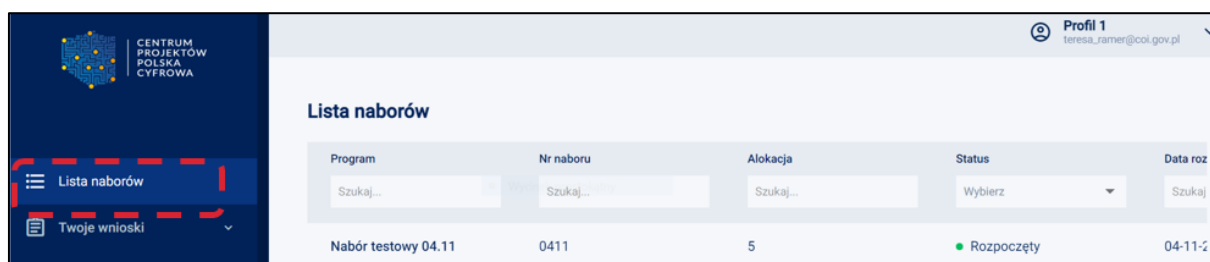 CENTRUM
PROJEKTÓW
POLSKA
CYFROWA
Profil 1
teresa_ramer@coi.gov.pl
Lista naborów
Program Nr naboru Alokacja Status Data roz
Lista naborów
Szukaj... Szukaj... Szukaj... Wybierz Szukaj
Twoje wnioski
Nabór testowy 04.11 0411 5 Rozpoczęty 04-11-2